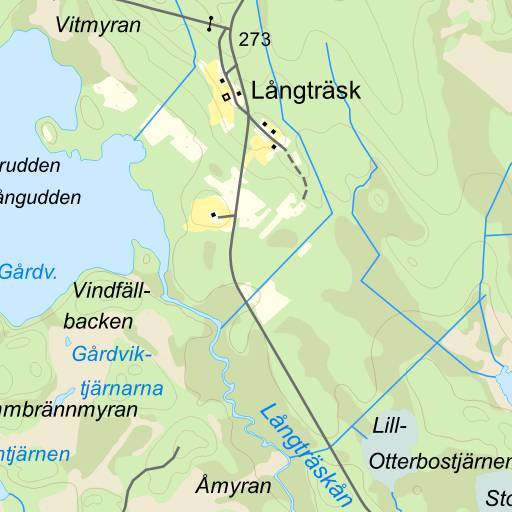 Vitmyran
273
Långträsk
rudden
ångudden
Gårdv.
Vindfäll-
backen
Gårdvik-
tjärnarna
mbrännmyran
ntjärnen
Långträskån
Lill-
Otterbostjärnen
Åmyran
Sto